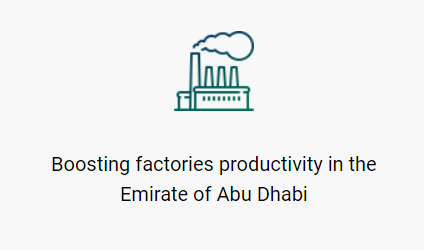 Boosting factories productivity in the
Emirate of Abu Dhabi